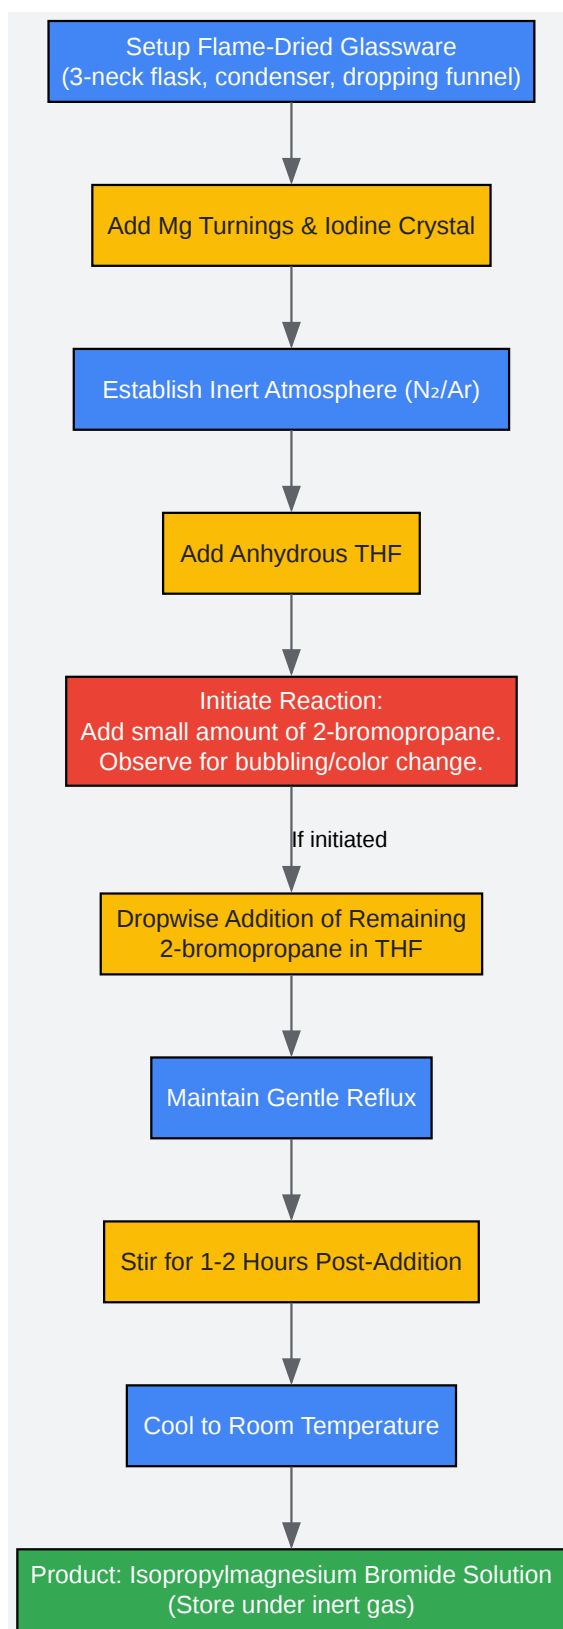 Setup Flame-Dried Glassware
(3-neck flask, condenser, dropping funnel)
Add Mg Turnings & Iodine Crystal
Establish Inert Atmosphere (N₂/Ar)
Add Anhydrous THF
Initiate Reaction:
Add small amount of 2-bromopropane.
Observe for bubbling/color change.
If initiated
Dropwise Addition of Remaining
2-bromopropane in THF
Maintain Gentle Reflux
Stir for 1-2 Hours Post-Addition
Cool to Room Temperature
Product: Isopropylmagnesium Bromide Solution
(Store under inert gas)